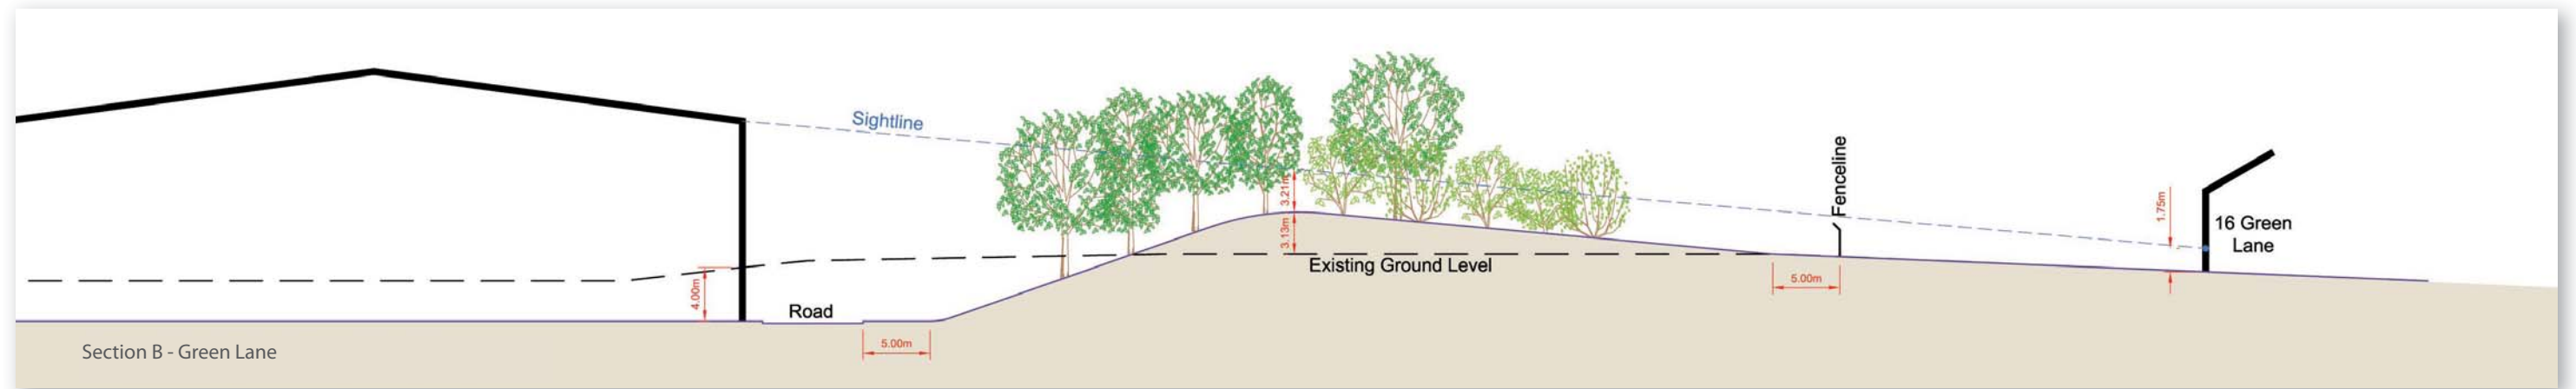 Sightline
3.21m
3.13m
Fenceline
1.75m
16 Green
Lane
Existing Ground Level
4.00m
5.00m
Road
5.00m
Section B - Green Lane